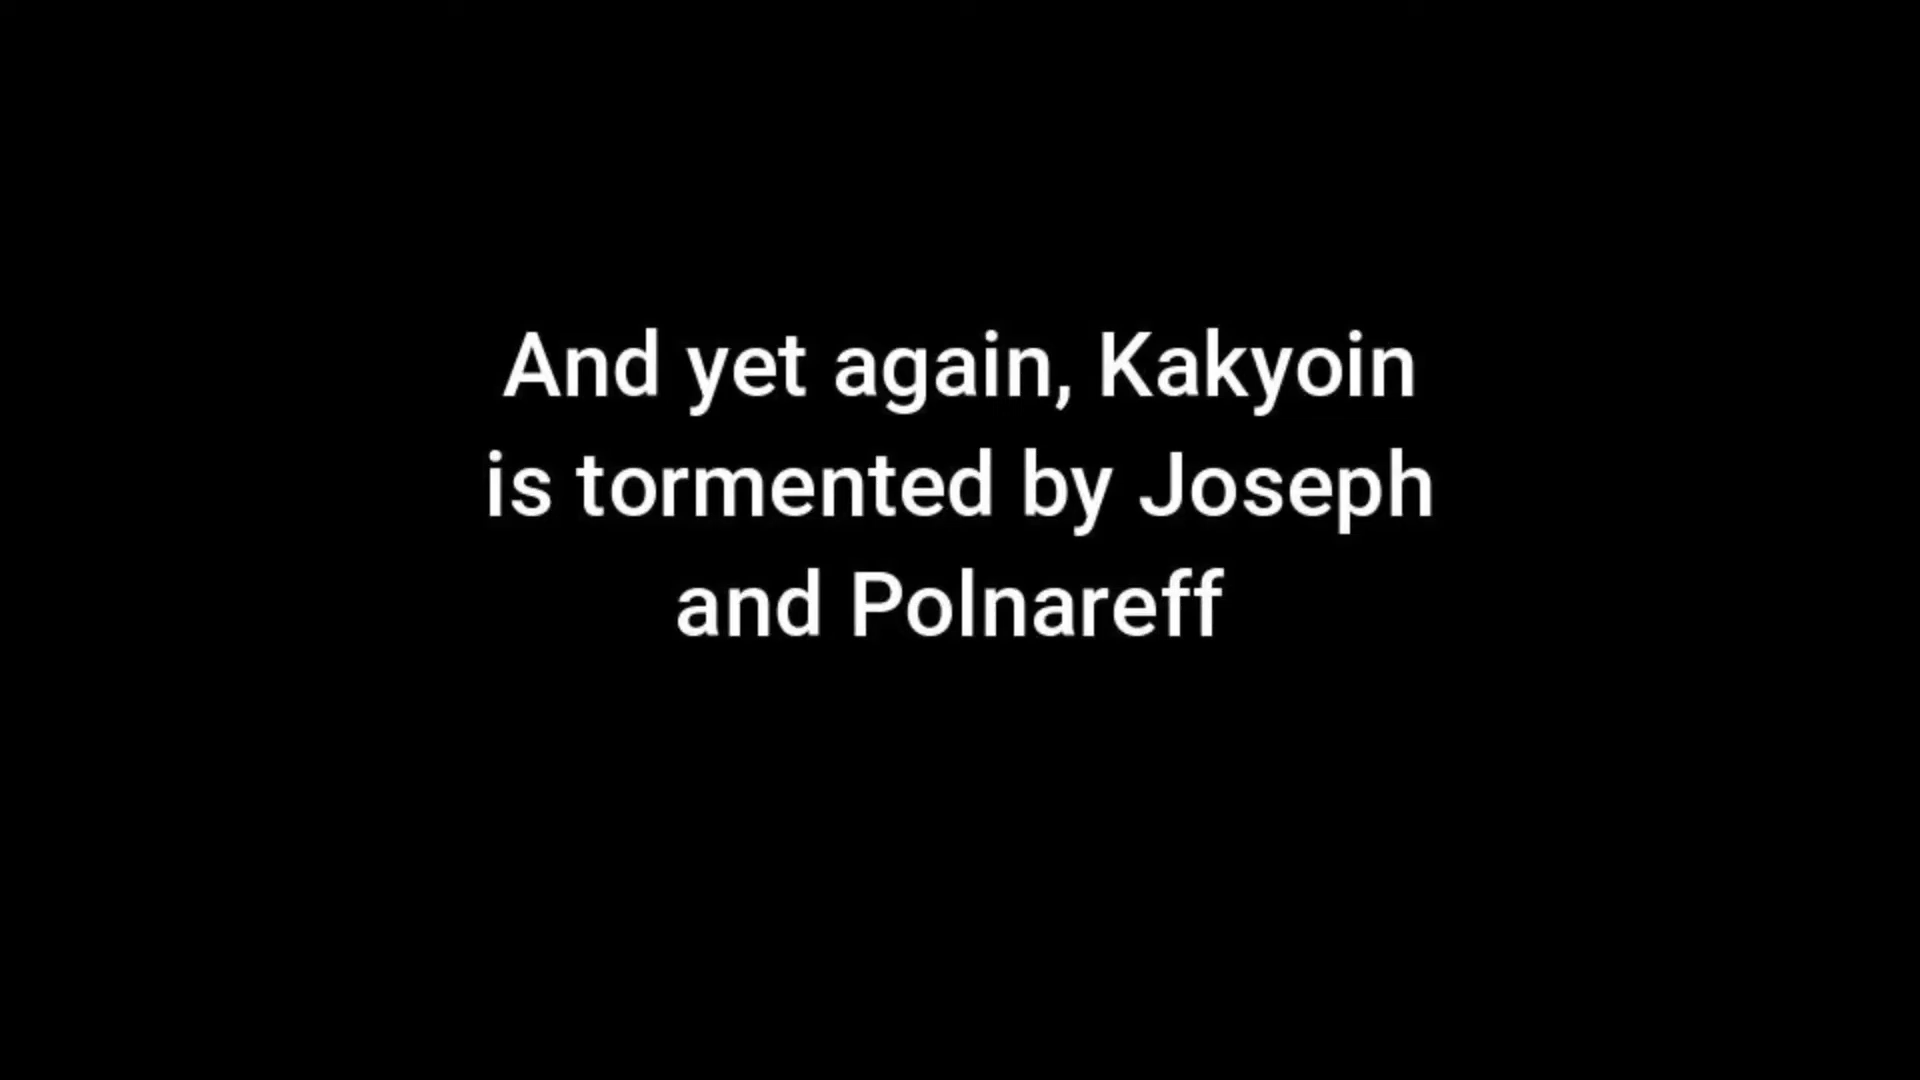 And yet again, Kakyoin
is tormented by Joseph
and Polnareff